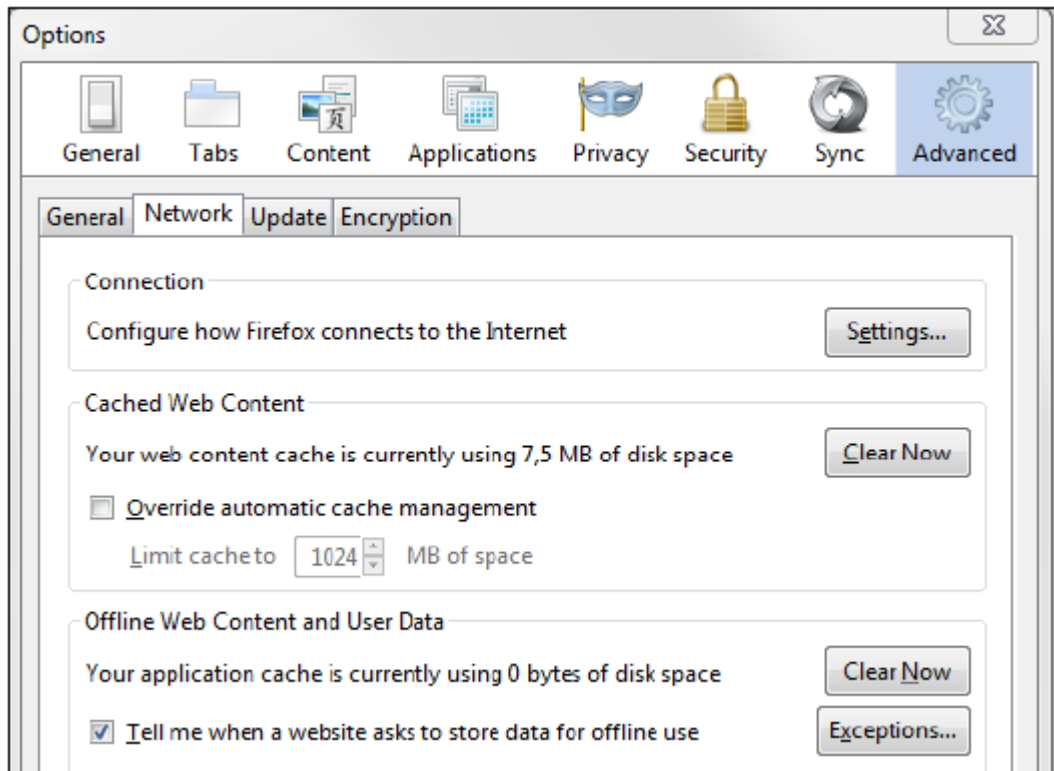 Options
General Tabs Content Applications Privacy Security Sync Advanced
General Network Update Encryption
Connection
Configure how Firefox connects to the Internet Settings...
Cached Web Content
Your web content cache is currently using 7,5 MB of disk space Clear Now
Override automatic cache management
Limit cache to 1024 MB of space
Offline Web Content and User Data
Your application cache is currently using 0 bytes of disk space Clear Now
Tell me when a website asks to store data for offline use Exceptions...